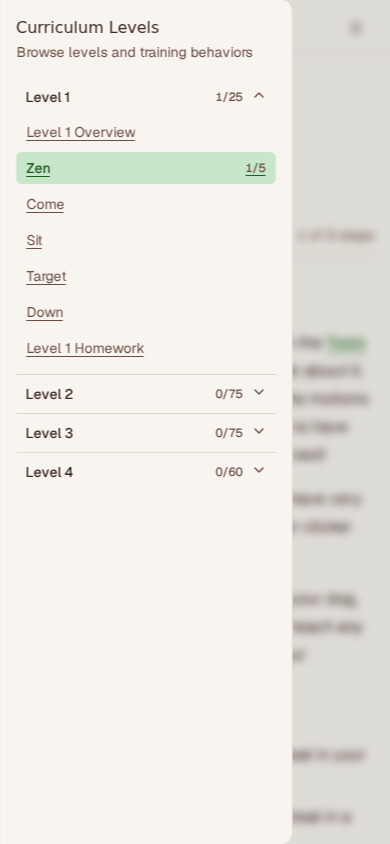 Curriculum Levels
Browse levels and training behaviors
Level 1 1/25
Level 1 Overview
Zen 1/5
Come
Sit
Target
Down
Level 1 Homework
Level 2 0/75
Level 3 0/75
Level 4 0/60